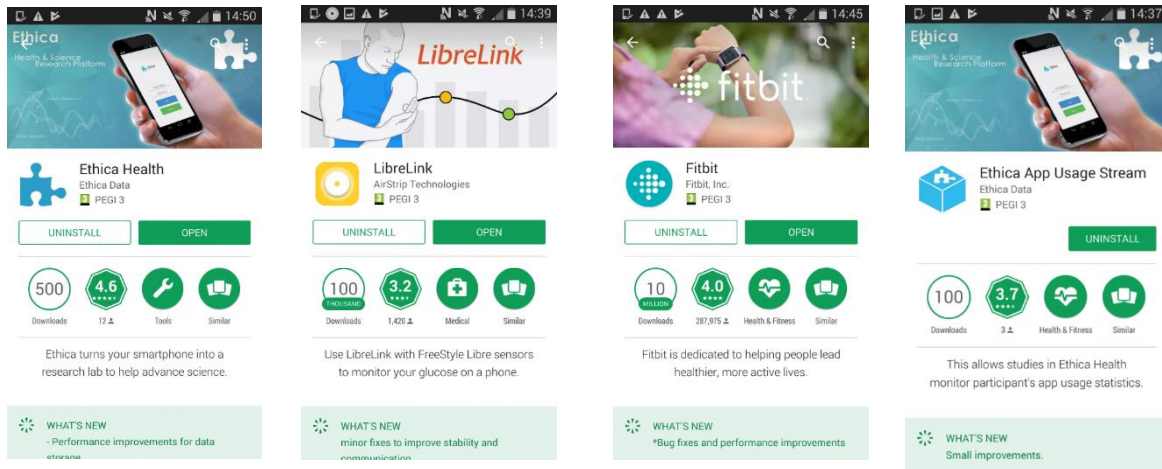 14:50
Ethica
Health & Science
Research Platform
Ethica Health
Ethica Data
3 PEGI 3
UNINSTALL
OPEN
500
Downloads
4.6
12
Tools
Similar
Ethica turns your smartphone into a
research lab to help advance science.
WHAT'S NEW
- Performance improvements for data
storage
14:39
LibreLink
LibreLink
AirStrip Technologies
3 PEGI 3
UNINSTALL
OPEN
100
THOUSAND
Downloads
3.2
1,420
Medical
Similar
Use LibreLink with FreeStyle Libre sensors
to monitor your glucose on a phone.
WHAT'S NEW
minor fixes to improve stability and
communication
14:45
fitbit
Fitbit
Fitbit, Inc.
3 PEGI 3
UNINSTALL
OPEN
10
MILLION
Downloads
4.0
287,975
Health & Fitness
Similar
Fitbit is dedicated to helping people lead
healthier, more active lives.
WHAT'S NEW
*Bug fixes and performance improvements
14:37
Ethica
Health & Science
Research Platform
Ethica App Usage Stream
Ethica Data
3 PEGI 3
UNINSTALL
100
Downloads
3.7
3
Health & Fitness
Similar
This allows studies in Ethica Health
monitor participant's app usage statistics.
WHAT'S NEW
Small improvements.